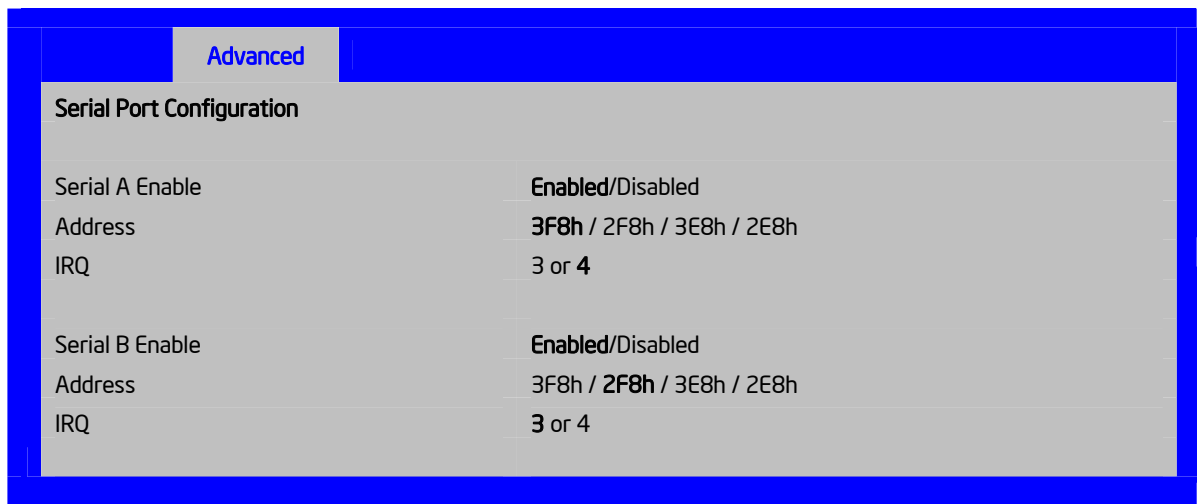 Advanced
Serial Port Configuration
Serial A Enable Enabled/Disabled
Address 3F8h / 2F8h / 3E8h / 2E8h
IRQ 3 or 4
Serial B Enable Enabled/Disabled
Address 3F8h / 2F8h / 3E8h / 2E8h
IRQ 3 or 4